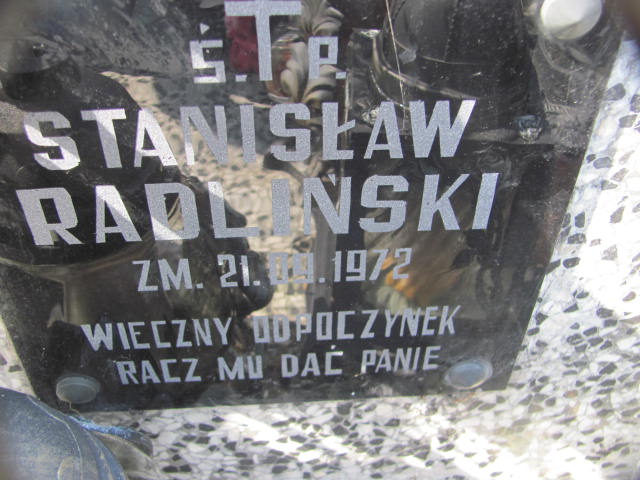 Ś.✝P.
STANISŁAW
RADLIŃSKI
ZM. 21.09.1972
WIECZNY ODPOCZYNEK
RACZ MU DAĆ PANIE